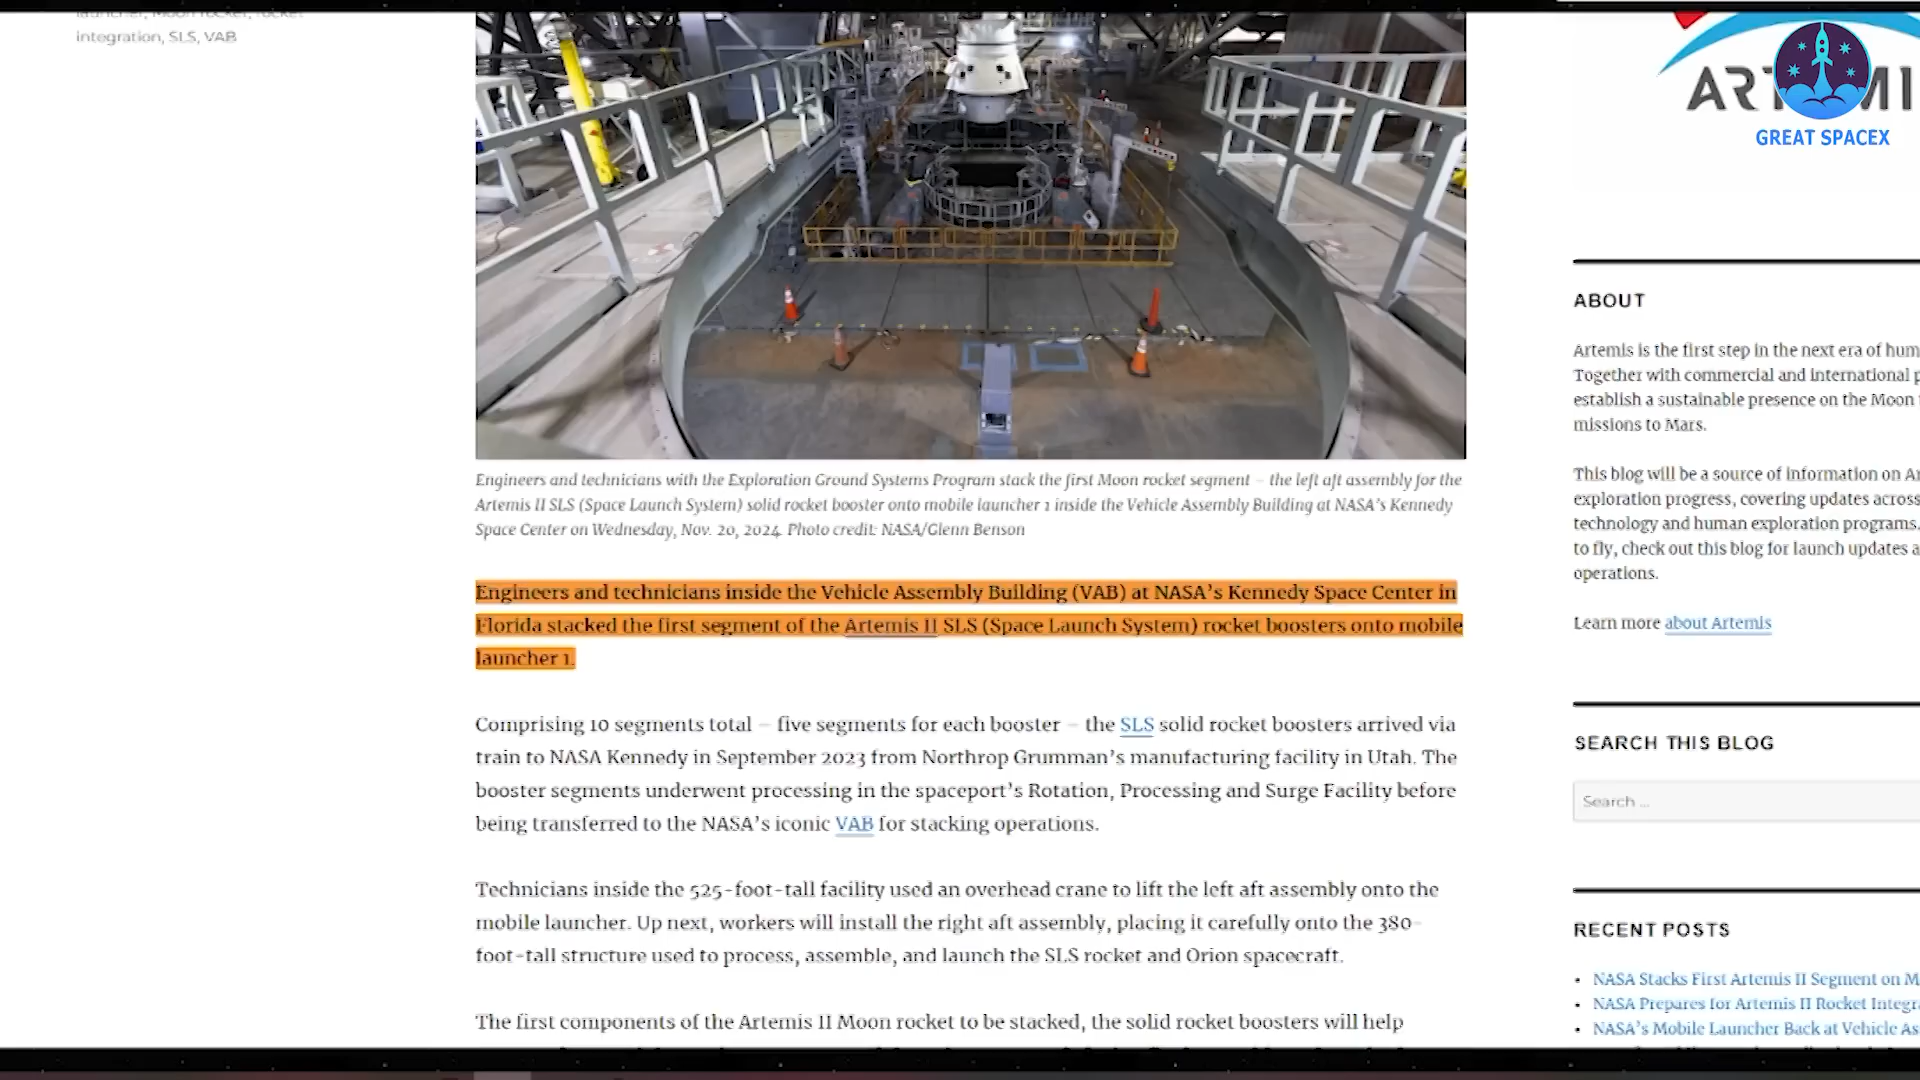 launcher, Moon rocket, rocket
integration, SLS, VAB
GREAT SPACEX
Engineers and technicians with the Exploration Ground Systems Program stack the first Moon rocket segment – the left aft assembly for the
Artemis II SLS (Space Launch System) solid rocket booster onto mobile launcher 1 inside the Vehicle Assembly Building at NASA's Kennedy
Space Center on Wednesday, Nov. 20, 2024. Photo credit: NASA/Glenn Benson
Engineers and technicians inside the Vehicle Assembly Building (VAB) at NASA's Kennedy Space Center in
Florida stacked the first segment of the Artemis II SLS (Space Launch System) rocket boosters onto mobile
launcher 1.
Comprising 10 segments total – five segments for each booster – the SLS solid rocket boosters arrived via
train to NASA Kennedy in September 2023 from Northrop Grumman's manufacturing facility in Utah. The
booster segments underwent processing in the spaceport's Rotation, Processing and Surge Facility before
being transferred to the NASA's iconic VAB for stacking operations.
Technicians inside the 525-foot-tall facility used an overhead crane to lift the left aft assembly onto the
mobile launcher. Up next, workers will install the right aft assembly, placing it carefully onto the 380-
foot-tall structure used to process, assemble, and launch the SLS rocket and Orion spacecraft.
The first components of the Artemis II Moon rocket to be stacked, the solid rocket boosters will help
ABOUT
Artemis is the first step in the next era of hum
Together with commercial and international p
establish a sustainable presence on the Moon
missions to Mars.
This blog will be a source of information on Ar
exploration progress, covering updates across
technology and human exploration programs.
to fly, check out this blog for launch updates a
operations.
Learn more about Artemis
SEARCH THIS BLOG
Search ...
RECENT POSTS
• NASA Stacks First Artemis II Segment on M
• NASA Prepares for Artemis II Rocket Integra
• NASA's Mobile Launcher Back at Vehicle As